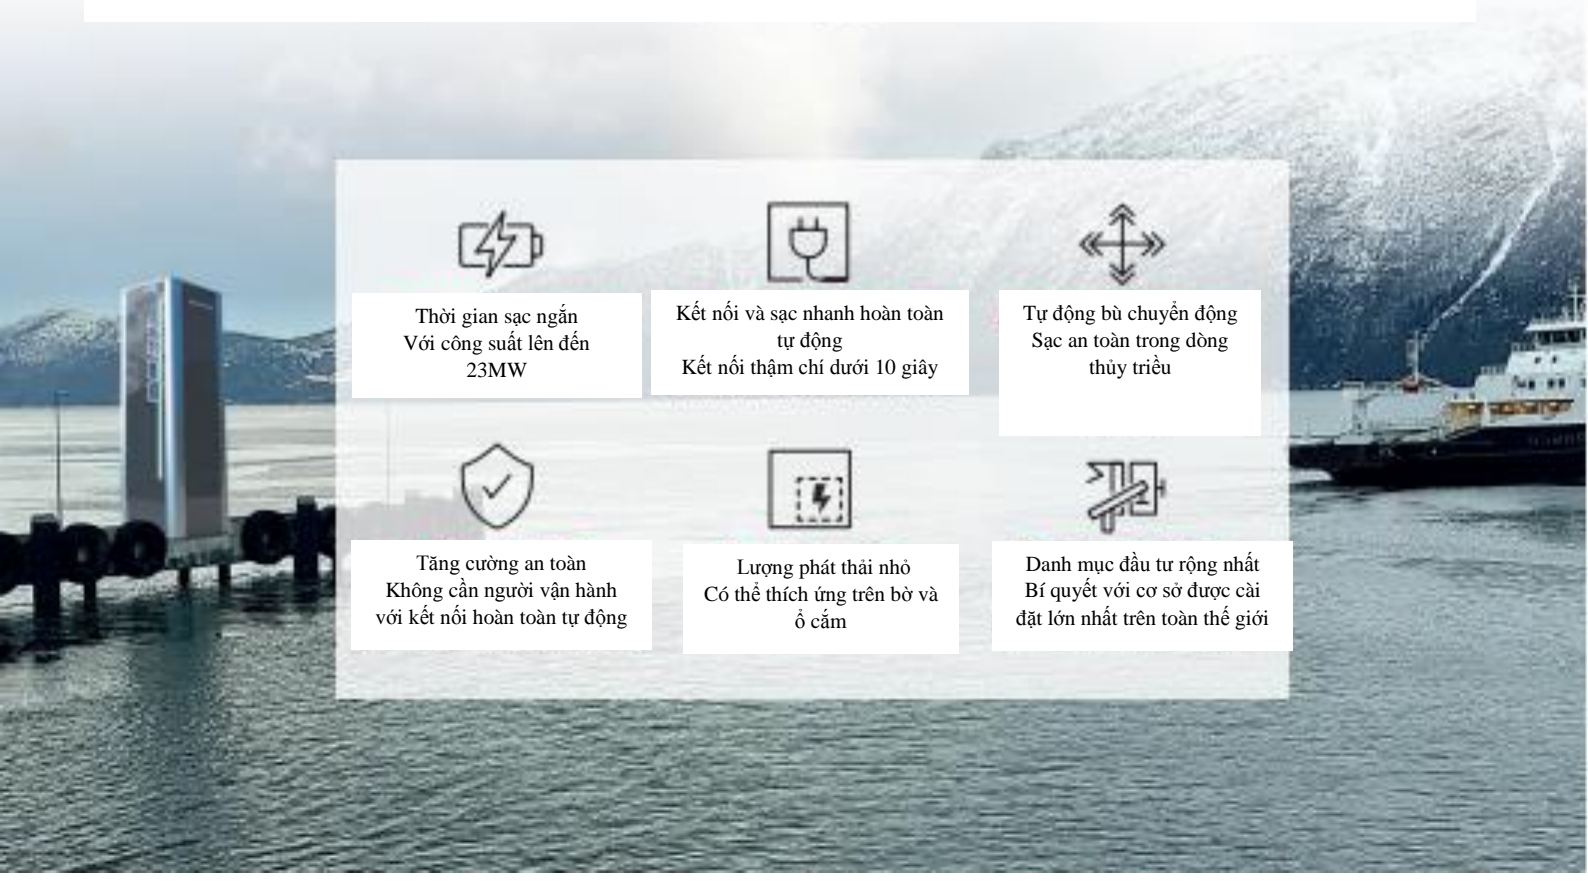 Thời gian sạc ngắn
Với công suất lên đến
23MW
Kết nối và sạc nhanh hoàn toàn
tự động
Kết nối thậm chí dưới 10 giây
Tự động bù chuyển động
Sạc an toàn trong dòng
thủy triều
Tăng cường an toàn
Không cần người vận hành
với kết nối hoàn toàn tự động
Lượng phát thải nhỏ
Có thể thích ứng trên bờ và
ổ cắm
Danh mục đầu tư rộng nhất
Bí quyết với cơ sở được cài
đặt lớn nhất trên toàn thế giới